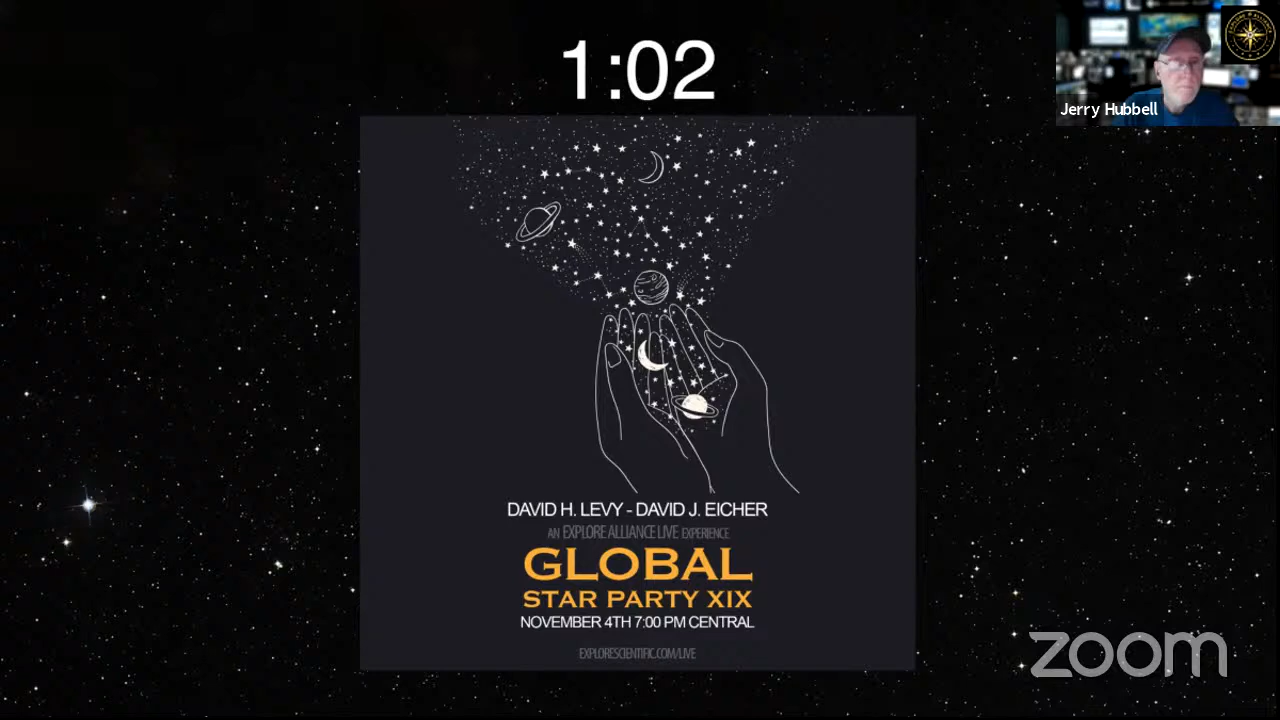 1:02
Jerry Hubbell
DAVID H. LEVY - DAVID J. EICHER
AN EXPLORE ALLIANCE LIVE EXPERIENCE
GLOBAL
STAR PARTY XIX
NOVEMBER 4TH 7:00 PM CENTRAL
EXPLORESCIENTIFIC.COM/LIVE
zoom